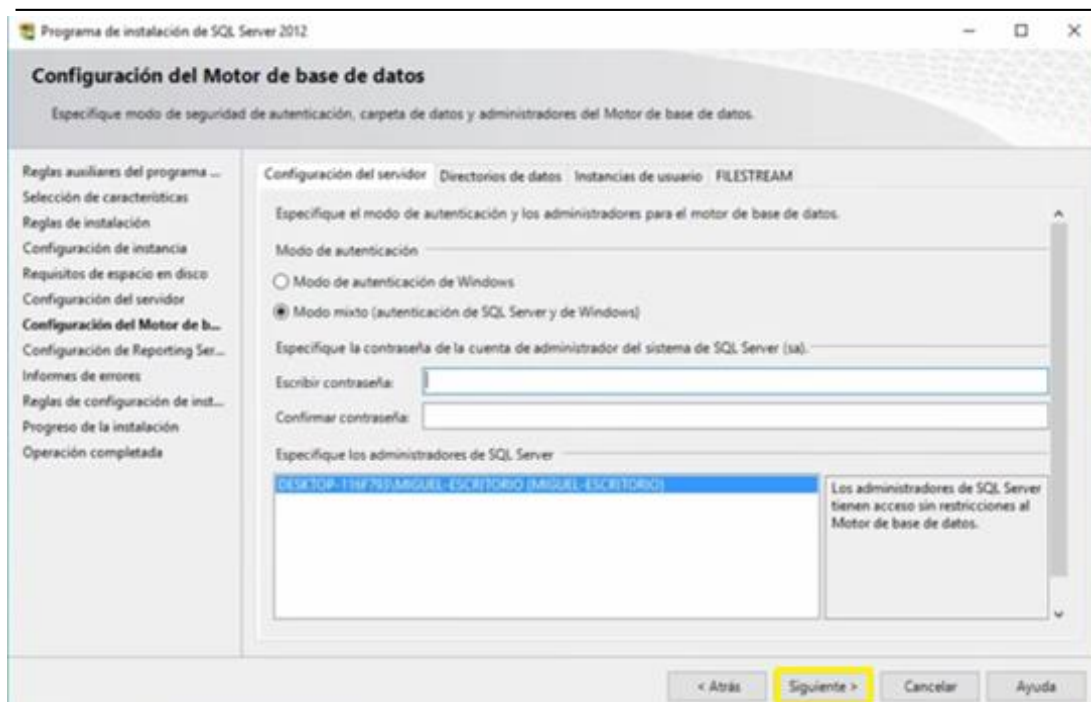 Programa de instalación de SQL Server 2012
Configuración del Motor de base de datos
Especifique modo de seguridad de autenticación, carpeta de datos y administradores del Motor de base de datos.
Reglas auxiliares del programa ...
Selección de características
Reglas de instalación
Configuración de instancia
Requisitos de espacio en disco
Configuración del servidor
Configuración del Motor de b...
Configuración de Reporting Ser...
Informes de errores
Reglas de configuración de inst...
Progreso de la instalación
Operación completada
Configuración del servidor Directorios de datos Instancias de usuario FILESTREAM
Especifique el modo de autenticación y los administradores para el motor de base de datos.
Modo de autenticación
Modo de autenticación de Windows
Modo mixto (autenticación de SQL Server y de Windows)
Especifique la contraseña de la cuenta de administrador del sistema de SQL Server (sa).
Escribir contraseña:
Confirmar contraseña:
Especifique los administradores de SQL Server
(MIGUEL-ESCRITORIO)
Los administradores de SQL Server
tienen acceso sin restricciones al
Motor de base de datos.
< Atrás Siguiente > Cancelar Ayuda